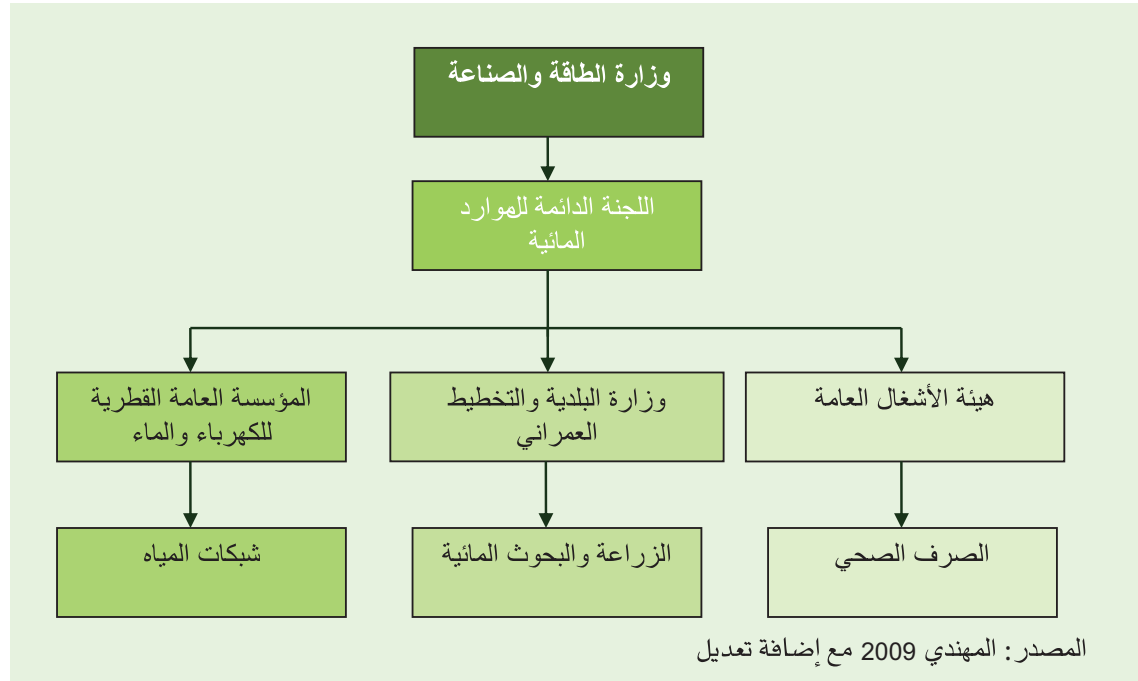 وزارة الطاقة والصناعة
اللجنة الدائمة للموارد
المائية
هيئة الأشغال العامة
وزارة البلدية والتخطيط
العمراني
المؤسسة العامة القطرية
للكهرباء والماء
الصرف الصحي
الزراعة والبحوث المائية
شبكات المياه
المصدر: المهندي 2009 مع إضافة تعديل